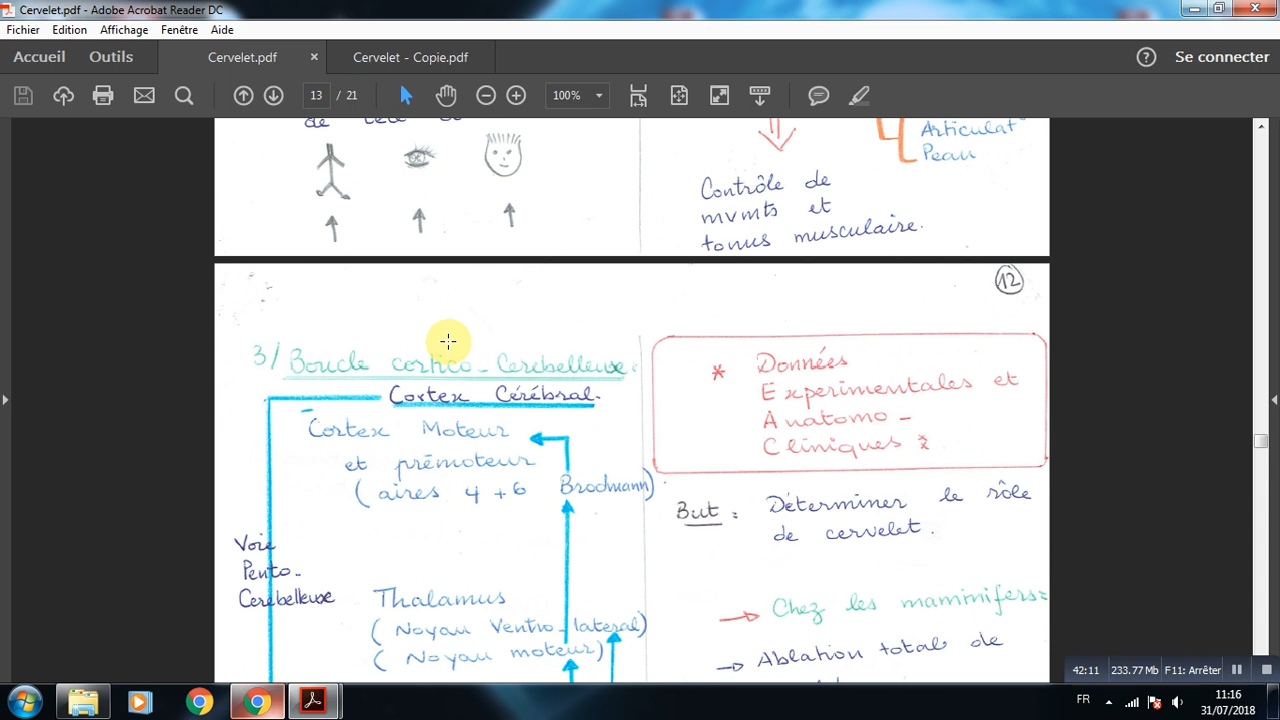 Cervelet.pdf - Adobe Acrobat Reader DC
Fichier Edition Affichage Fenêtre Aide
Accueil Outils Cervelet.pdf × Cervelet - Copie.pdf ? Se connecter
13 / 21 100%
de
Contrôle de
mvmts et
tonus musculaire.
Articulat°
Peau
12
3/ Boucle cortico-Cerebelleuse.
Cortex Cérébral.
Cortex Moteur
et prémoteur
(aires 4+6 Brodmann)
Voie
Pento-
Cerebelleuse
Thalamus
(Noyau Ventro-lateral)
(Noyau moteur)
* Données
Experimentales et
Anatomo-
Cliniques *
But : Déterminer le rôle
de cervelet.
→ Chez les maminifers=
→ Ablation total de
42:11 233.77 Mb F11: Arrêter
FR 11:16
31/07/2018